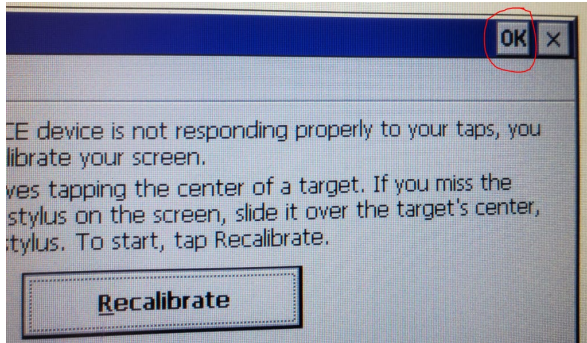 OK ×
CE device is not responding properly to your taps, you
librate your screen.
ves tapping the center of a target. If you miss the
stylus on the screen, slide it over the target's center,
stylus. To start, tap Recalibrate.
Recalibrate